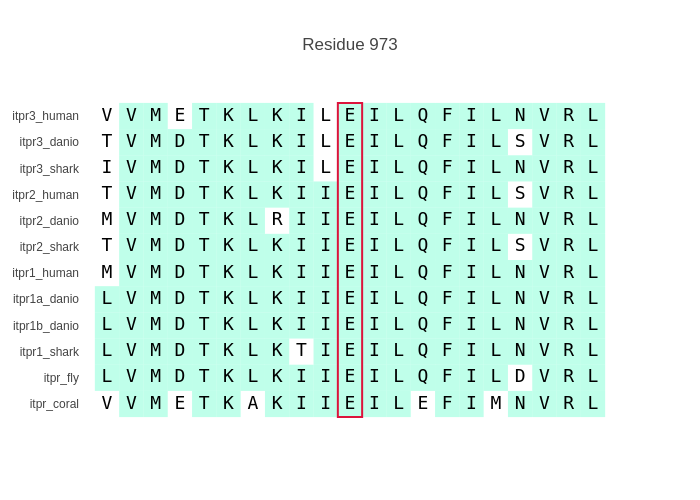 Residue 973
itpr3_human V V M E T K L K I L E I L Q F I L N V R L
itpr3_danio T V M D T K L K I L E I L Q F I L S V R L
itpr3_shark I V M D T K L K I L E I L Q F I L N V R L
itpr2_human T V M D T K L K I I E I L Q F I L S V R L
itpr2_danio M V M D T K L R I I E I L Q F I L N V R L
itpr2_shark T V M D T K L K I I E I L Q F I L S V R L
itpr1_human M V M D T K L K I I E I L Q F I L N V R L
itpr1a_danio L V M D T K L K I I E I L Q F I L N V R L
itpr1b_danio L V M D T K L K I I E I L Q F I L N V R L
itpr1_shark L V M D T K L K T I E I L Q F I L N V R L
itpr_fly L V M D T K L K I I E I L Q F I L D V R L
itpr_coral V V M E T K A K I I E I L E F I M N V R L